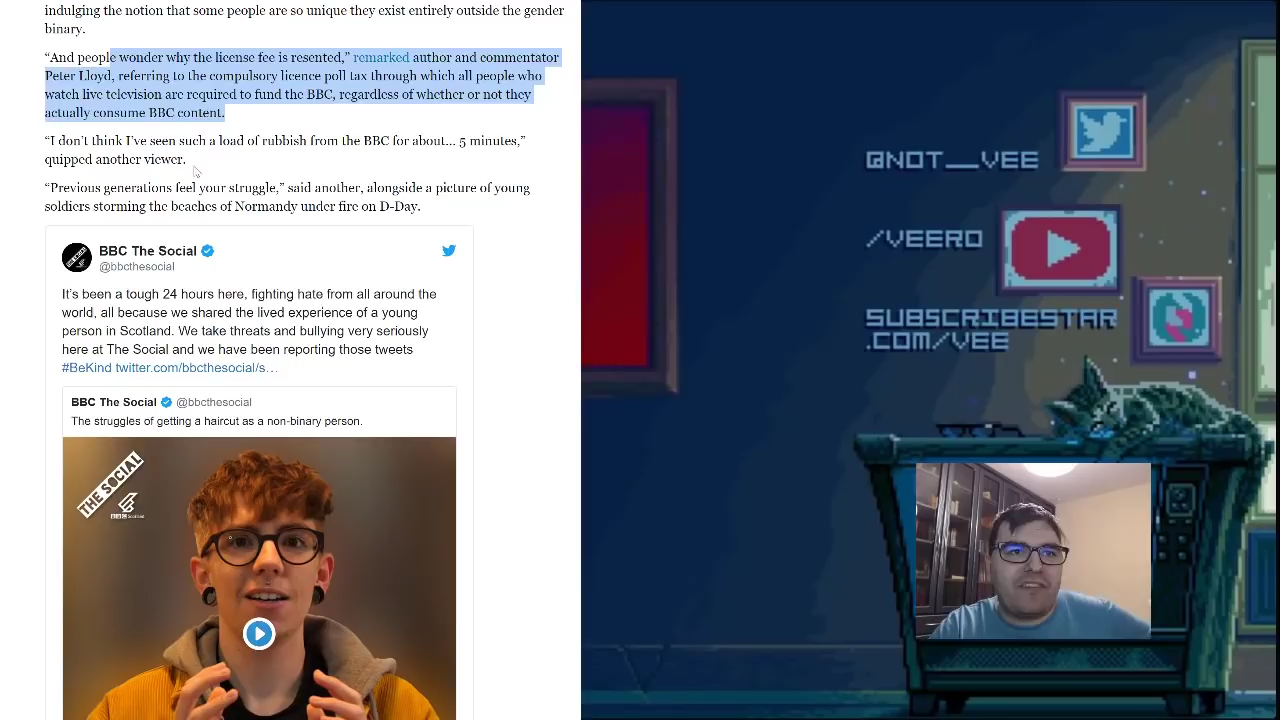 indulging the notion that some people are so unique they exist entirely outside the gender
binary.
“And people wonder why the license fee is resented,” remarked author and commentator
Peter Lloyd, referring to the compulsory licence poll tax through which all people who
watch live television are required to fund the BBC, regardless of whether or not they
actually consume BBC content.
“I don’t think I’ve seen such a load of rubbish from the BBC for about… 5 minutes,”
quipped another viewer.
“Previous generations feel your struggle,” said another, alongside a picture of young
soldiers storming the beaches of Normandy under fire on D-Day.
BBC The Social
@bbcthesocial
It’s been a tough 24 hours here, fighting hate from all around the
world, all because we shared the lived experience of a young
person in Scotland. We take threats and bullying very seriously
here at The Social and we have been reporting those tweets
#BeKind twitter.com/bbcthesocial/s…
BBC The Social @bbcthesocial
The struggles of getting a haircut as a non-binary person.
THE SOCIAL
BBC Scotland
@NOT__VEE
/VEERO
SUBSCRIBESTAR
.COM/VEE